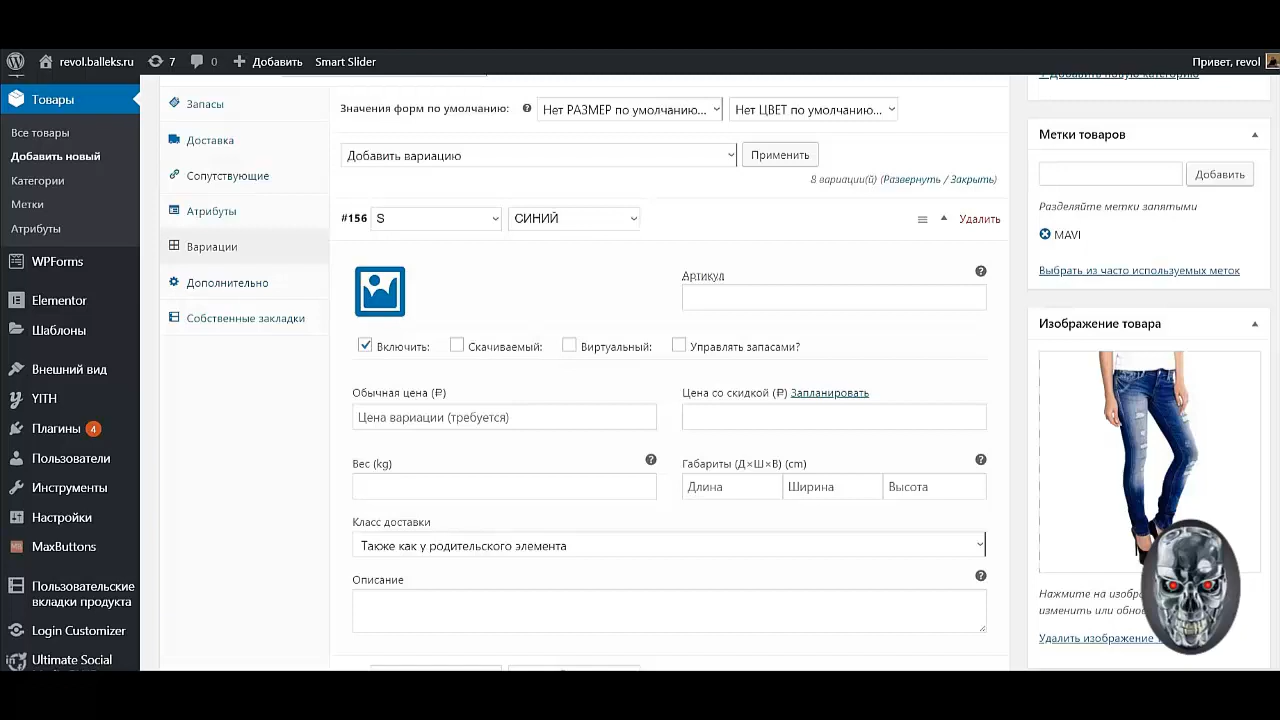 revol.balleks.ru 7 0 Добавить Smart Slider Привет, revol
Товары
Все товары
Добавить новый
Категории
Метки
Атрибуты
WPForms
Elementor
Шаблоны
Внешний вид
YITH
Плагины 4
Пользователи
Инструменты
Настройки
MaxButtons
Пользовательские
вкладки продукта
Login Customizer
Ultimate Social
Запасы
Доставка
Сопутствующие
Атрибуты
Вариации
Дополнительно
Собственные закладки
Значения форм по умолчанию: Нет РАЗМЕР по умолчанию... Нет ЦВЕТ по умолчанию...
Добавить вариацию Применить
8 вариации(й) (Развернуть / Закрыть)
#156 S СИНИЙ Удалить
Артикул
Включить: Скачиваемый: Виртуальный: Управлять запасами?
Обычная цена (₽) Цена со скидкой (₽) Запланировать
Цена вариации (требуется)
Вес (kg) Габариты (Д×Ш×В) (cm)
Длина Ширина Высота
Класс доставки
Также как у родительского элемента
Описание
+ Добавить новую категорию
Метки товаров
Добавить
Разделяйте метки запятыми
MAVI
Выбрать из часто используемых меток
Изображение товара
Нажмите на
изменить или
Удалить изображение